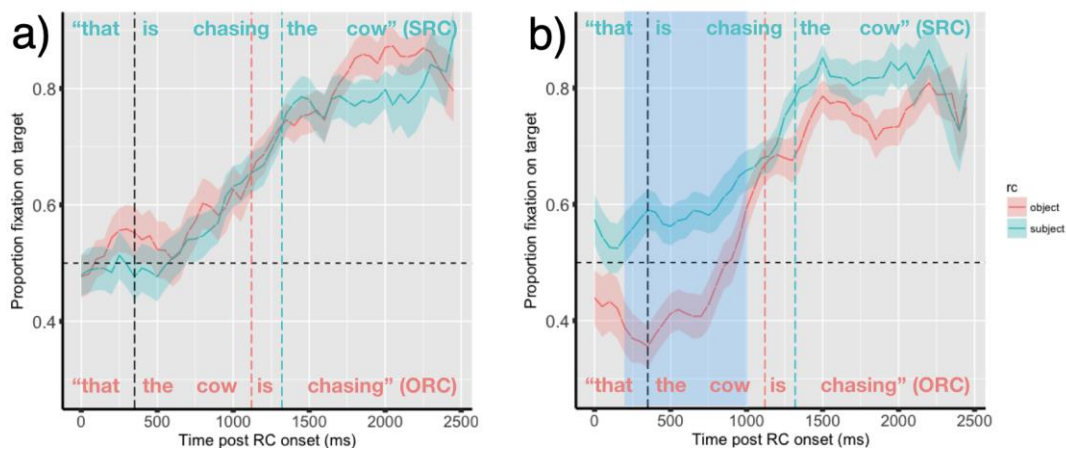 a)
"that is chasing the cow" (SRC)
Proportion fixation on target
0.8
0.6
0.4
"that the cow is chasing" (ORC)
0 500 1000 1500 2000 2500
Time post RC onset (ms)
b)
"that is chasing the cow" (SRC)
Proportion fixation on target
0.8
0.6
0.4
"that the cow is chasing" (ORC)
0 500 1000 1500 2000 2500
Time post RC onset (ms)
rc
object
subject